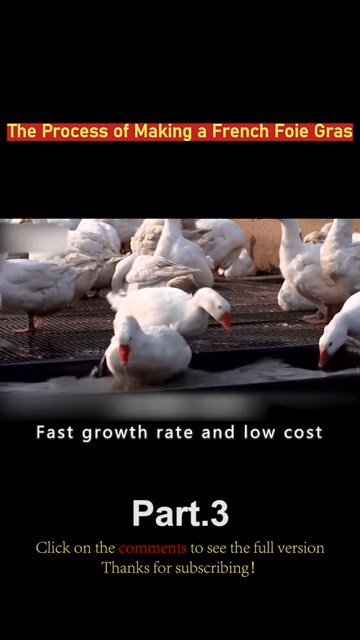 The Process of Making a French Foie Gras
Fast growth rate and low cost
Part.3
Click on the comments to see the full version
Thanks for subscribing!